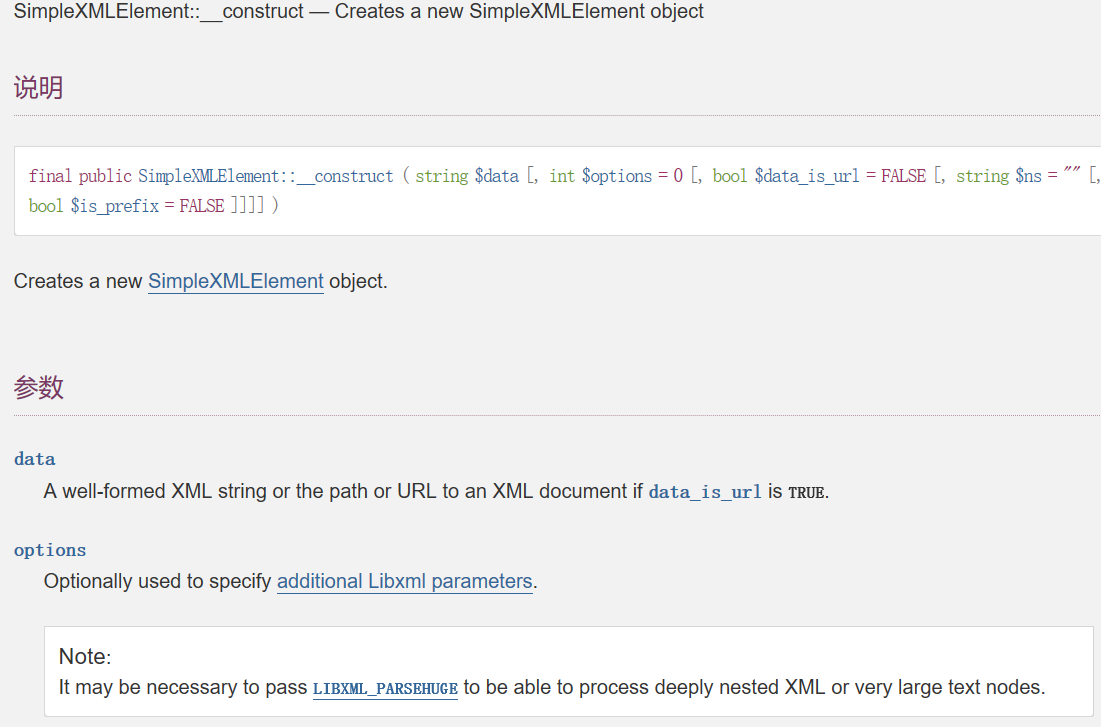 SimpleXMLElement::__construct — Creates a new SimpleXMLElement object
说明
final public SimpleXMLElement::__construct ( string $data [, int $options = 0 [, bool $data_is_url = FALSE [, string $ns = "" [,
bool $is_prefix = FALSE ]]]] )
Creates a new SimpleXMLElement object.
参数
data
A well-formed XML string or the path or URL to an XML document if data_is_url is TRUE.
options
Optionally used to specify additional Libxml parameters.
Note:
It may be necessary to pass LIBXML_PARSEHUGE to be able to process deeply nested XML or very large text nodes.